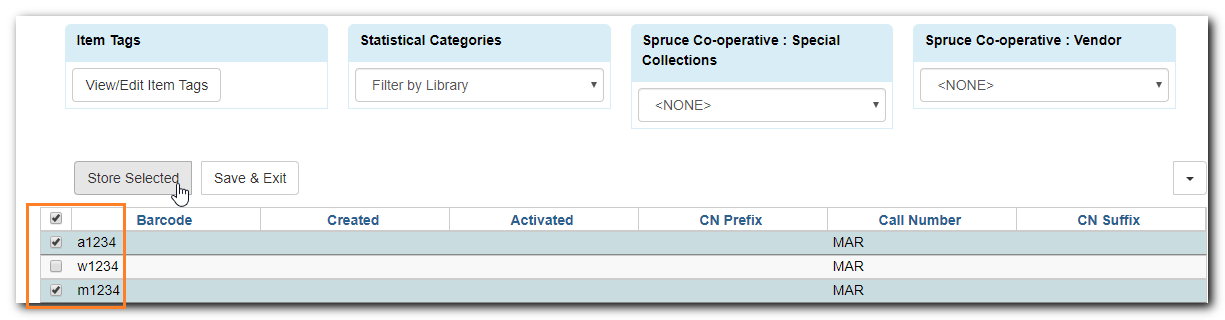 Item Tags
View/Edit Item Tags
Statistical Categories
Filter by Library
Spruce Co-operative : Special
Collections
<NONE>
Spruce Co-operative : Vendor
<NONE>
Store Selected
Save & Exit
Barcode Created Activated CN Prefix Call Number CN Suffix
a1234 MAR
w1234 MAR
m1234 MAR